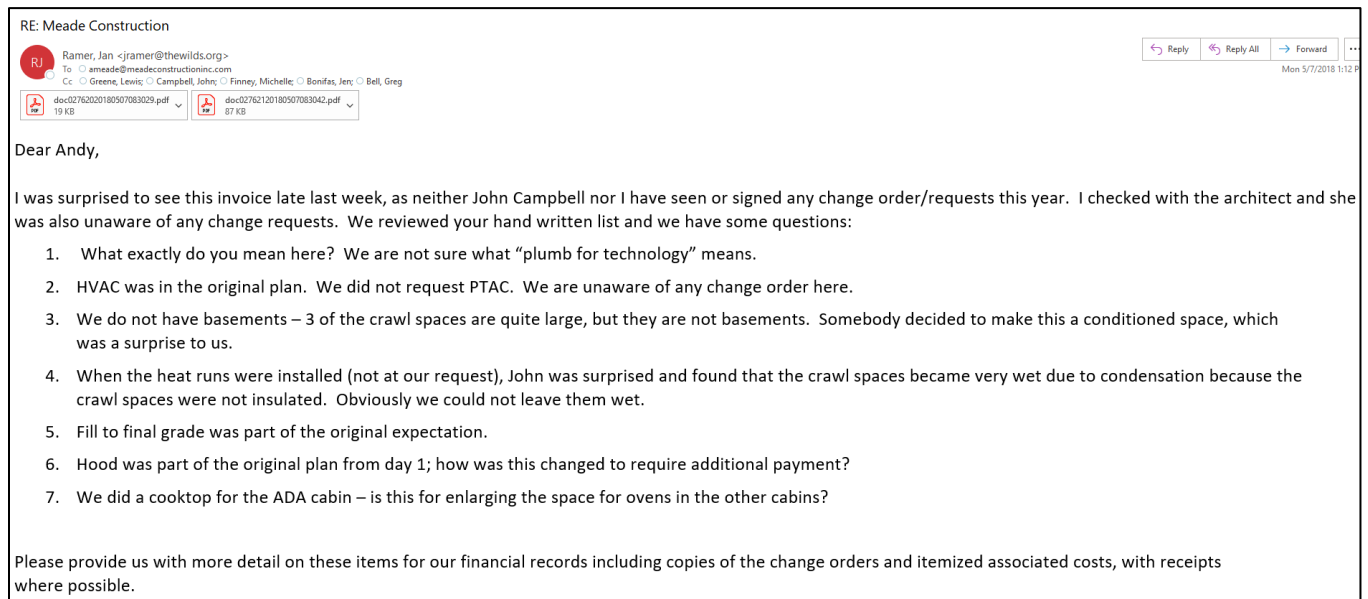 RE: Meade Construction
RJ
Ramer, Jan <jramer@thewilds.org>
To ameade@meadeconstructioninc.com
Cc Greene, Lewis; Campbell, John; Finney, Michelle; Bonifas, Jen; Bell, Greg
Reply Reply All Forward ...
Mon 5/7/2018 1:12 P
doc02762020180507083029.pdf
19 KB
doc02762120180507083042.pdf
87 KB
PDF PDF
Dear Andy,
I was surprised to see this invoice late last week, as neither John Campbell nor I have seen or signed any change order/requests this year.  I checked with the architect and she
was also unaware of any change requests.  We reviewed your hand written list and we have some questions:
1. What exactly do you mean here?  We are not sure what “plumb for technology” means.
2. HVAC was in the original plan.  We did not request PTAC.  We are unaware of any change order here.
3. We do not have basements – 3 of the crawl spaces are quite large, but they are not basements.  Somebody decided to make this a conditioned space, which
was a surprise to us.
4. When the heat runs were installed (not at our request), John was surprised and found that the crawl spaces became very wet due to condensation because the
crawl spaces were not insulated.  Obviously we could not leave them wet.
5. Fill to final grade was part of the original expectation.
6. Hood was part of the original plan from day 1; how was this changed to require additional payment?
7. We did a cooktop for the ADA cabin – is this for enlarging the space for ovens in the other cabins?
Please provide us with more detail on these items for our financial records including copies of the change orders and itemized associated costs, with receipts
where possible.